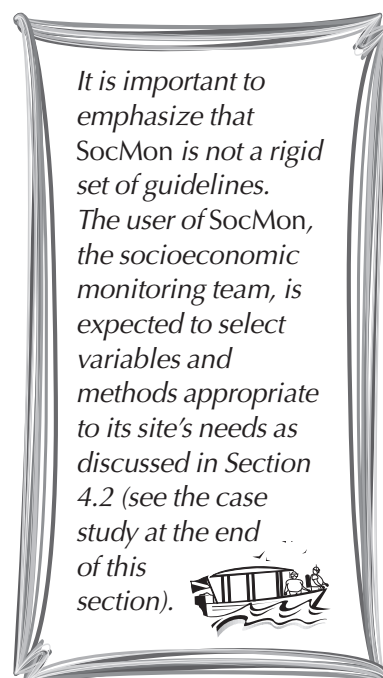 It is important to
emphasize that
SocMon is not a rigid
set of guidelines.
The user of SocMon,
the socioeconomic
monitoring team, is
expected to select
variables and
methods appropriate
to its site's needs as
discussed in Section
4.2 (see the case
study at the end
of this
section).